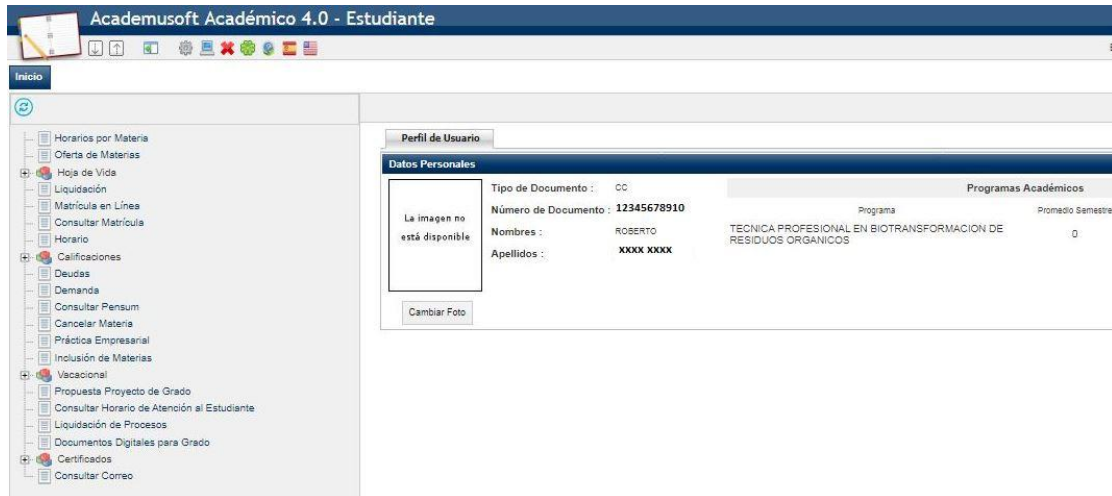 Academusoft Académico 4.0 - Estudiante
Inicio
Horarios por Materia
Oferta de Materias
Hoja de Vida
Liquidación
Matrícula en Línea
Consultar Matrícula
Horario
Calificaciones
Deudas
Demanda
Consultar Pensum
Cancelar Materia
Práctica Empresarial
Inclusión de Materias
Vacacional
Propuesta Proyecto de Grado
Consultar Horario de Atención al Estudiante
Liquidación de Procesos
Documentos Digitales para Grado
Certificados
Consultar Correo
Perfil de Usuario
Datos Personales
La imagen no
está disponible
Cambiar Foto
Tipo de Documento : CC
Número de Documento : 12345678910
Nombres : ROBERTO
Apellidos : XXXX XXXX
Programas Académicos
Programa Promedio Semestre
TECNICA PROFESIONAL EN BIOTRANSFORMACION DE 0
RESIDUOS ORGANICOS